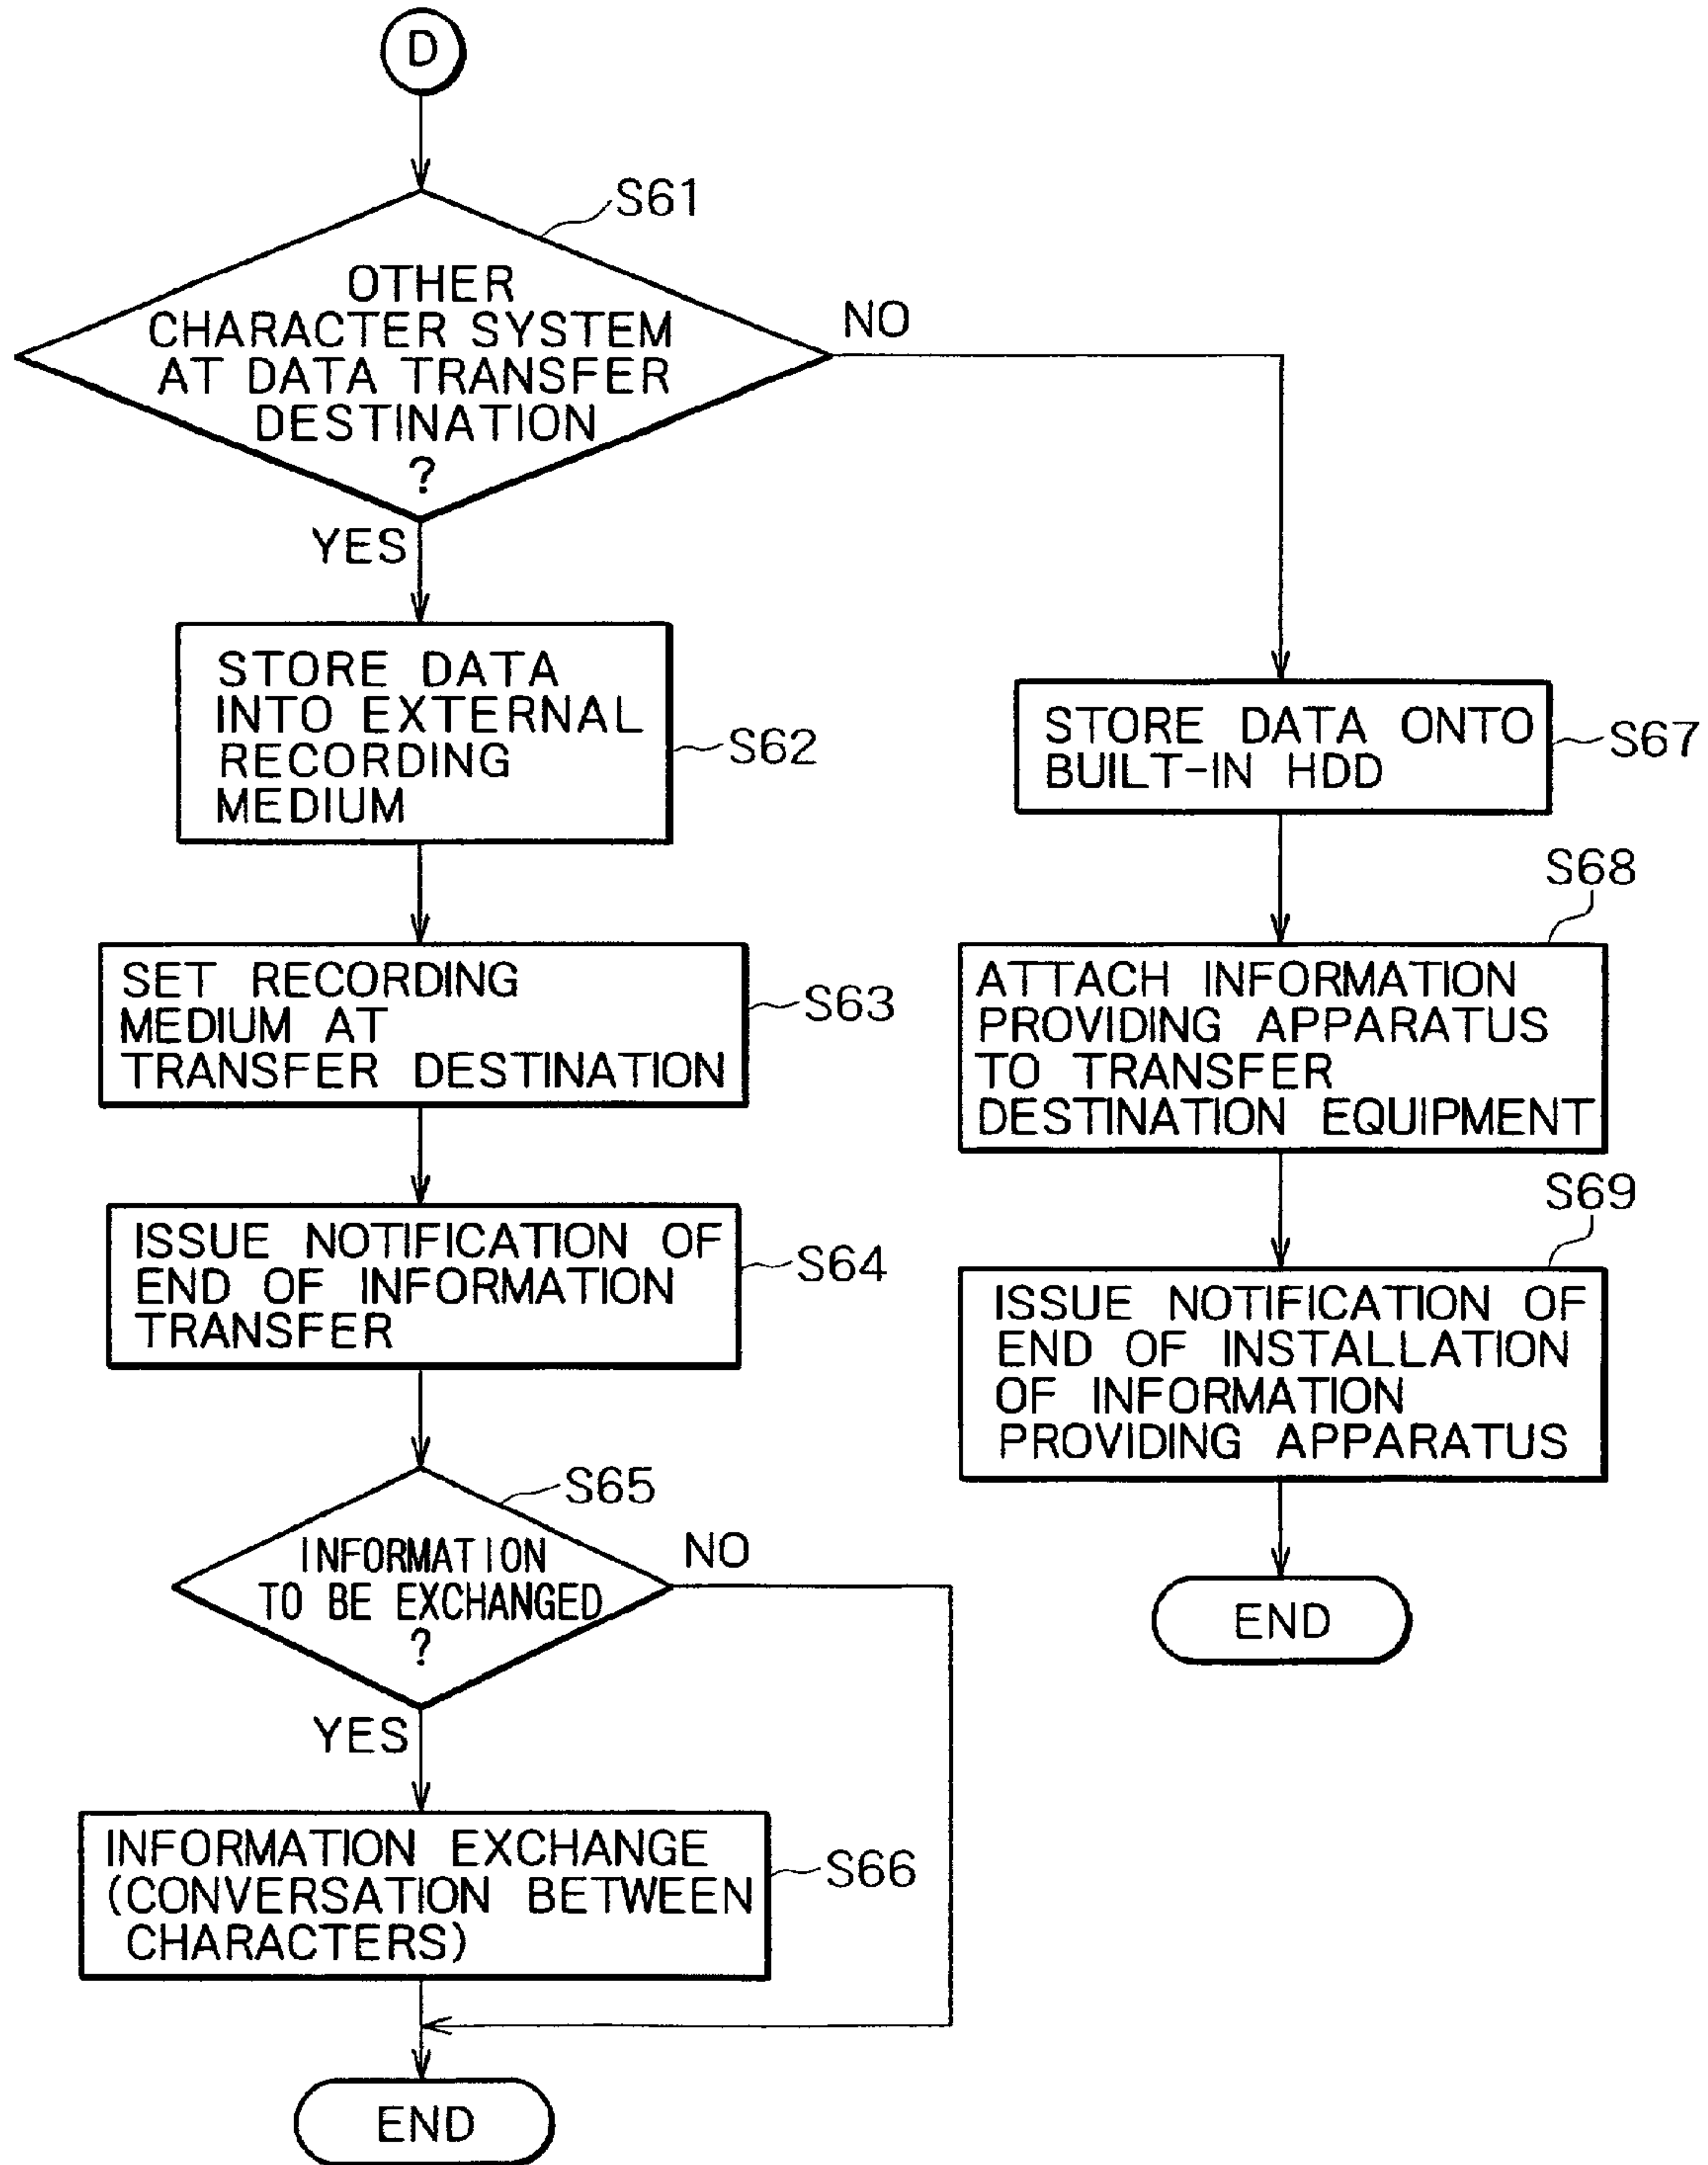 D
S61
OTHER
CHARACTER SYSTEM
AT DATA TRANSFER
DESTINATION
?
NO
YES
STORE DATA
INTO EXTERNAL
RECORDING
MEDIUM
S62
SET RECORDING
MEDIUM AT
TRANSFER DESTINATION
S63
ISSUE NOTIFICATION OF
END OF INFORMATION
TRANSFER
S64
S65
INFORMATION
TO BE EXCHANGED
?
NO
YES
INFORMATION EXCHANGE
(CONVERSATION BETWEEN
CHARACTERS)
S66
END
STORE DATA ONTO
BUILT-IN HDD
S67
S68
ATTACH INFORMATION
PROVIDING APPARATUS
TO TRANSFER
DESTINATION EQUIPMENT
S69
ISSUE NOTIFICATION OF
END OF INSTALLATION
OF INFORMATION
PROVIDING APPARATUS
END